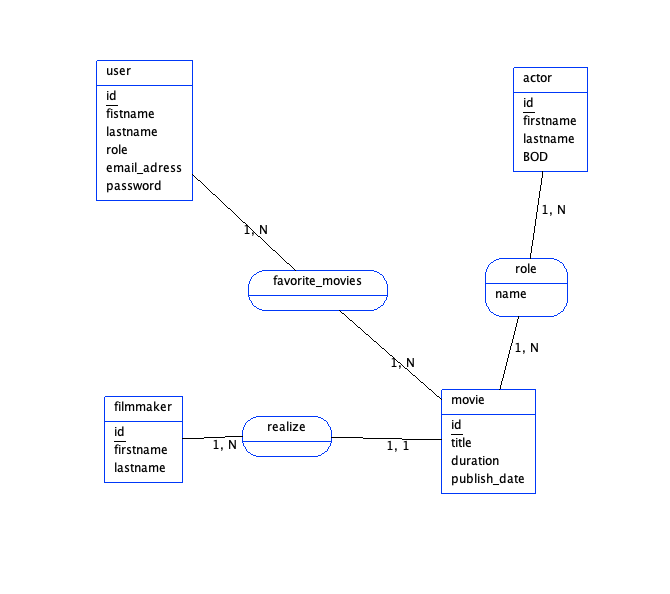 user
id
fistname
lastname
role
email_adress
password
actor
id
firstname
lastname
BOD
1, N
1, N
role
name
favorite_movies
1, N
1, N
movie
id
title
duration
publish_date
filmmaker
id
firstname
lastname
realize
1, N
1, 1